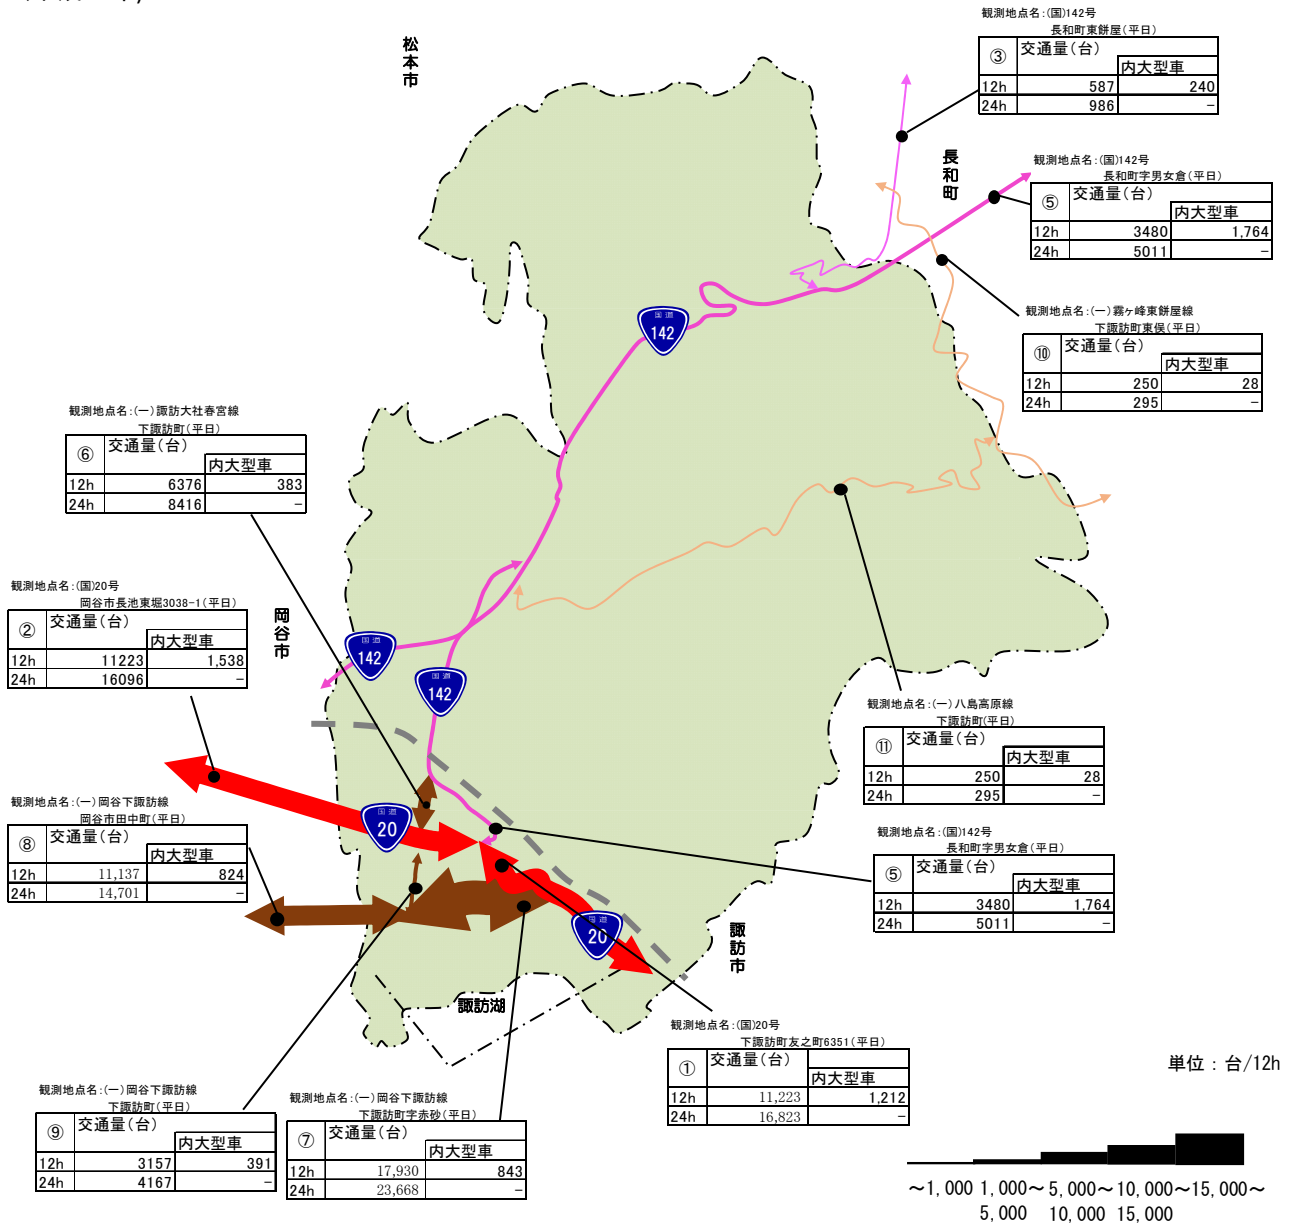 松本市
観測地点名:(国)142号
長和町東餅屋(平日)
③ 交通量(台)
内大型車
12h 587 240
24h 986 −
長和町
観測地点名:(国)142号
長和町字男女倉(平日)
⑤ 交通量(台)
内大型車
12h 3480 1,764
24h 5011 −
国道
142
観測地点名:(一)霧ヶ峰東餅屋線
下諏訪町東俣(平日)
⑩ 交通量(台)
内大型車
12h 250 28
24h 295 −
観測地点名:(一)諏訪大社春宮線
下諏訪町(平日)
⑥ 交通量(台)
内大型車
12h 6376 383
24h 8416 −
観測地点名:(国)20号
岡谷市長池東堀3038-1(平日)
② 交通量(台)
内大型車
12h 11223 1,538
24h 16096 −
岡谷市
国道
142
国道
142
観測地点名:(一)八島高原線
下諏訪町(平日)
⑪ 交通量(台)
内大型車
12h 250 28
24h 295 −
観測地点名:(一)岡谷下諏訪線
岡谷市田中町(平日)
⑧ 交通量(台)
内大型車
12h 11,137 824
24h 14,701 −
国道
20
観測地点名:(国)142号
長和町字男女倉(平日)
⑤ 交通量(台)
内大型車
12h 3480 1,764
24h 5011 −
国道
20
諏訪市
諏訪湖
観測地点名:(国)20号
下諏訪町友之町6351(平日)
① 交通量(台)
内大型車
12h 11,223 1,212
24h 16,823 −
観測地点名:(一)岡谷下諏訪線
下諏訪町(平日)
⑨ 交通量(台)
内大型車
12h 3157 391
24h 4167 −
観測地点名:(一)岡谷下諏訪線
下諏訪町字赤砂(平日)
⑦ 交通量(台)
内大型車
12h 17,930 843
24h 23,668 −
単位：台/12h
～1,000 1,000～ 5,000～ 10,000～15,000～
5,000 10,000 15,000